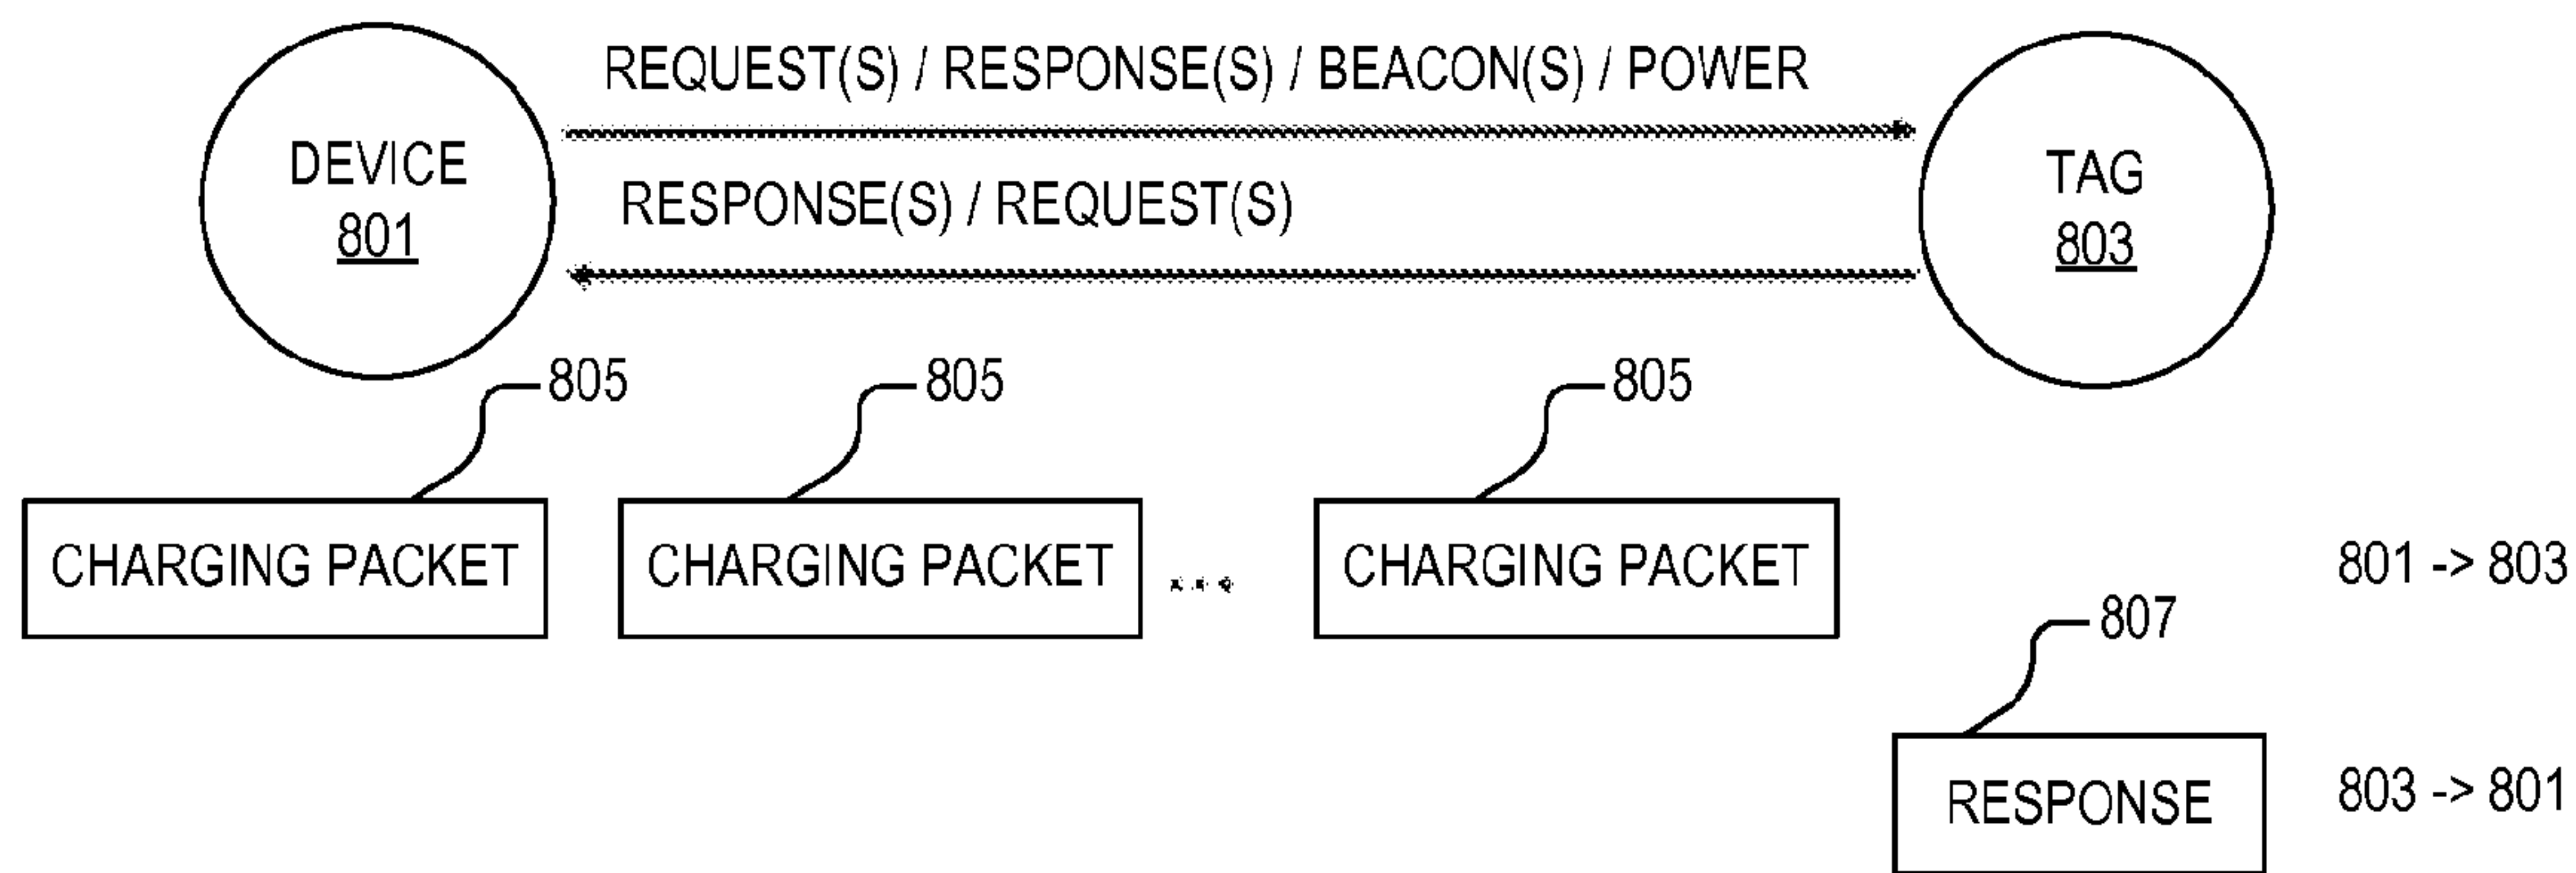 REQUEST(S) / RESPONSE(S) / BEACON(S) / POWER
DEVICE
801
TAG
803
RESPONSE(S) / REQUEST(S)
805
805
805
CHARGING PACKET
CHARGING PACKET
...
CHARGING PACKET
801 -> 803
807
RESPONSE
803 -> 801